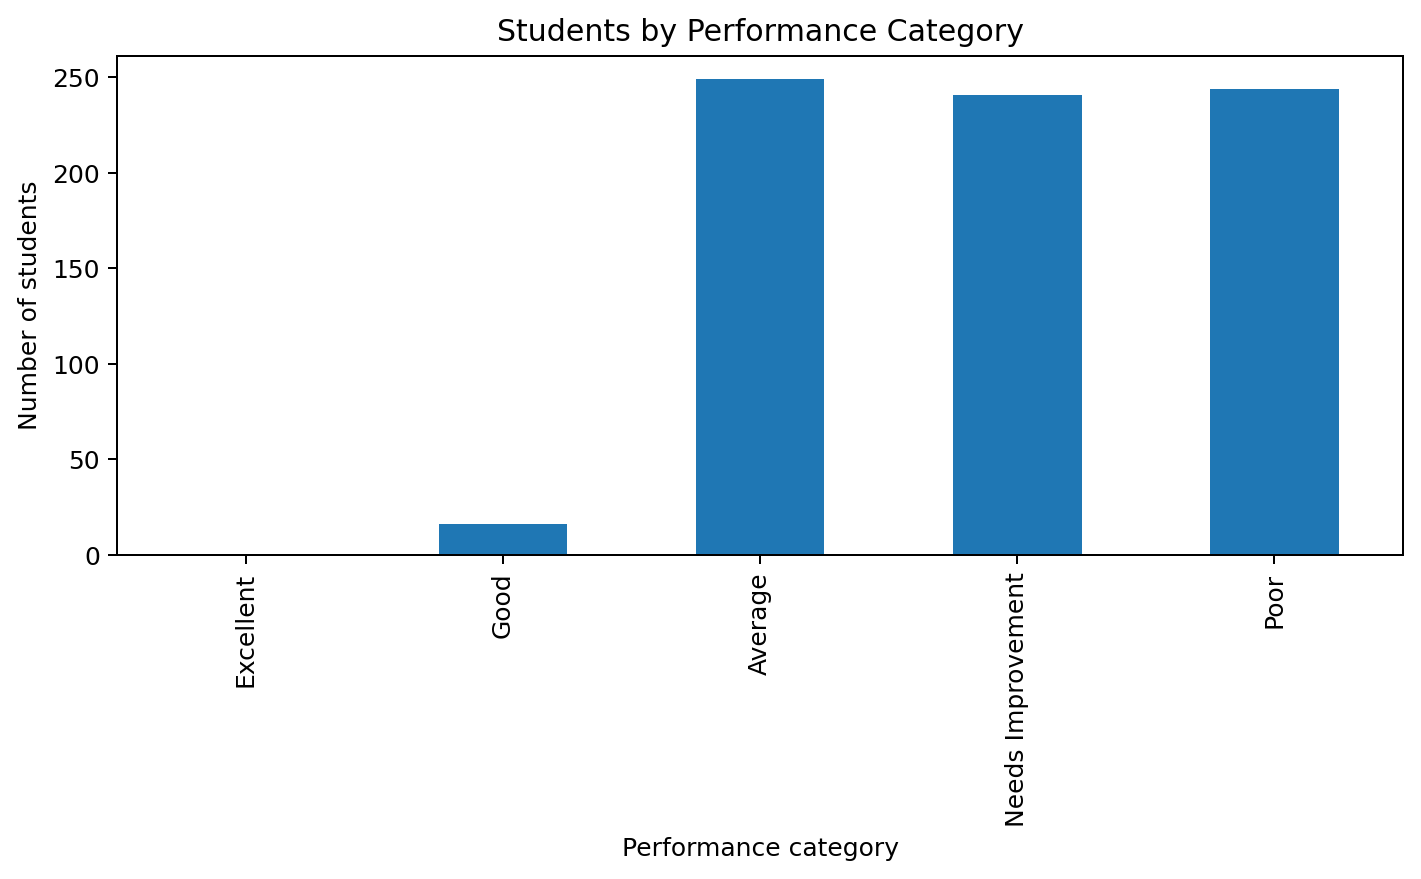 Students by Performance Category
Number of students
250
200
150
100
50
0
Excellent
Good
Average
Needs Improvement
Poor
Performance category